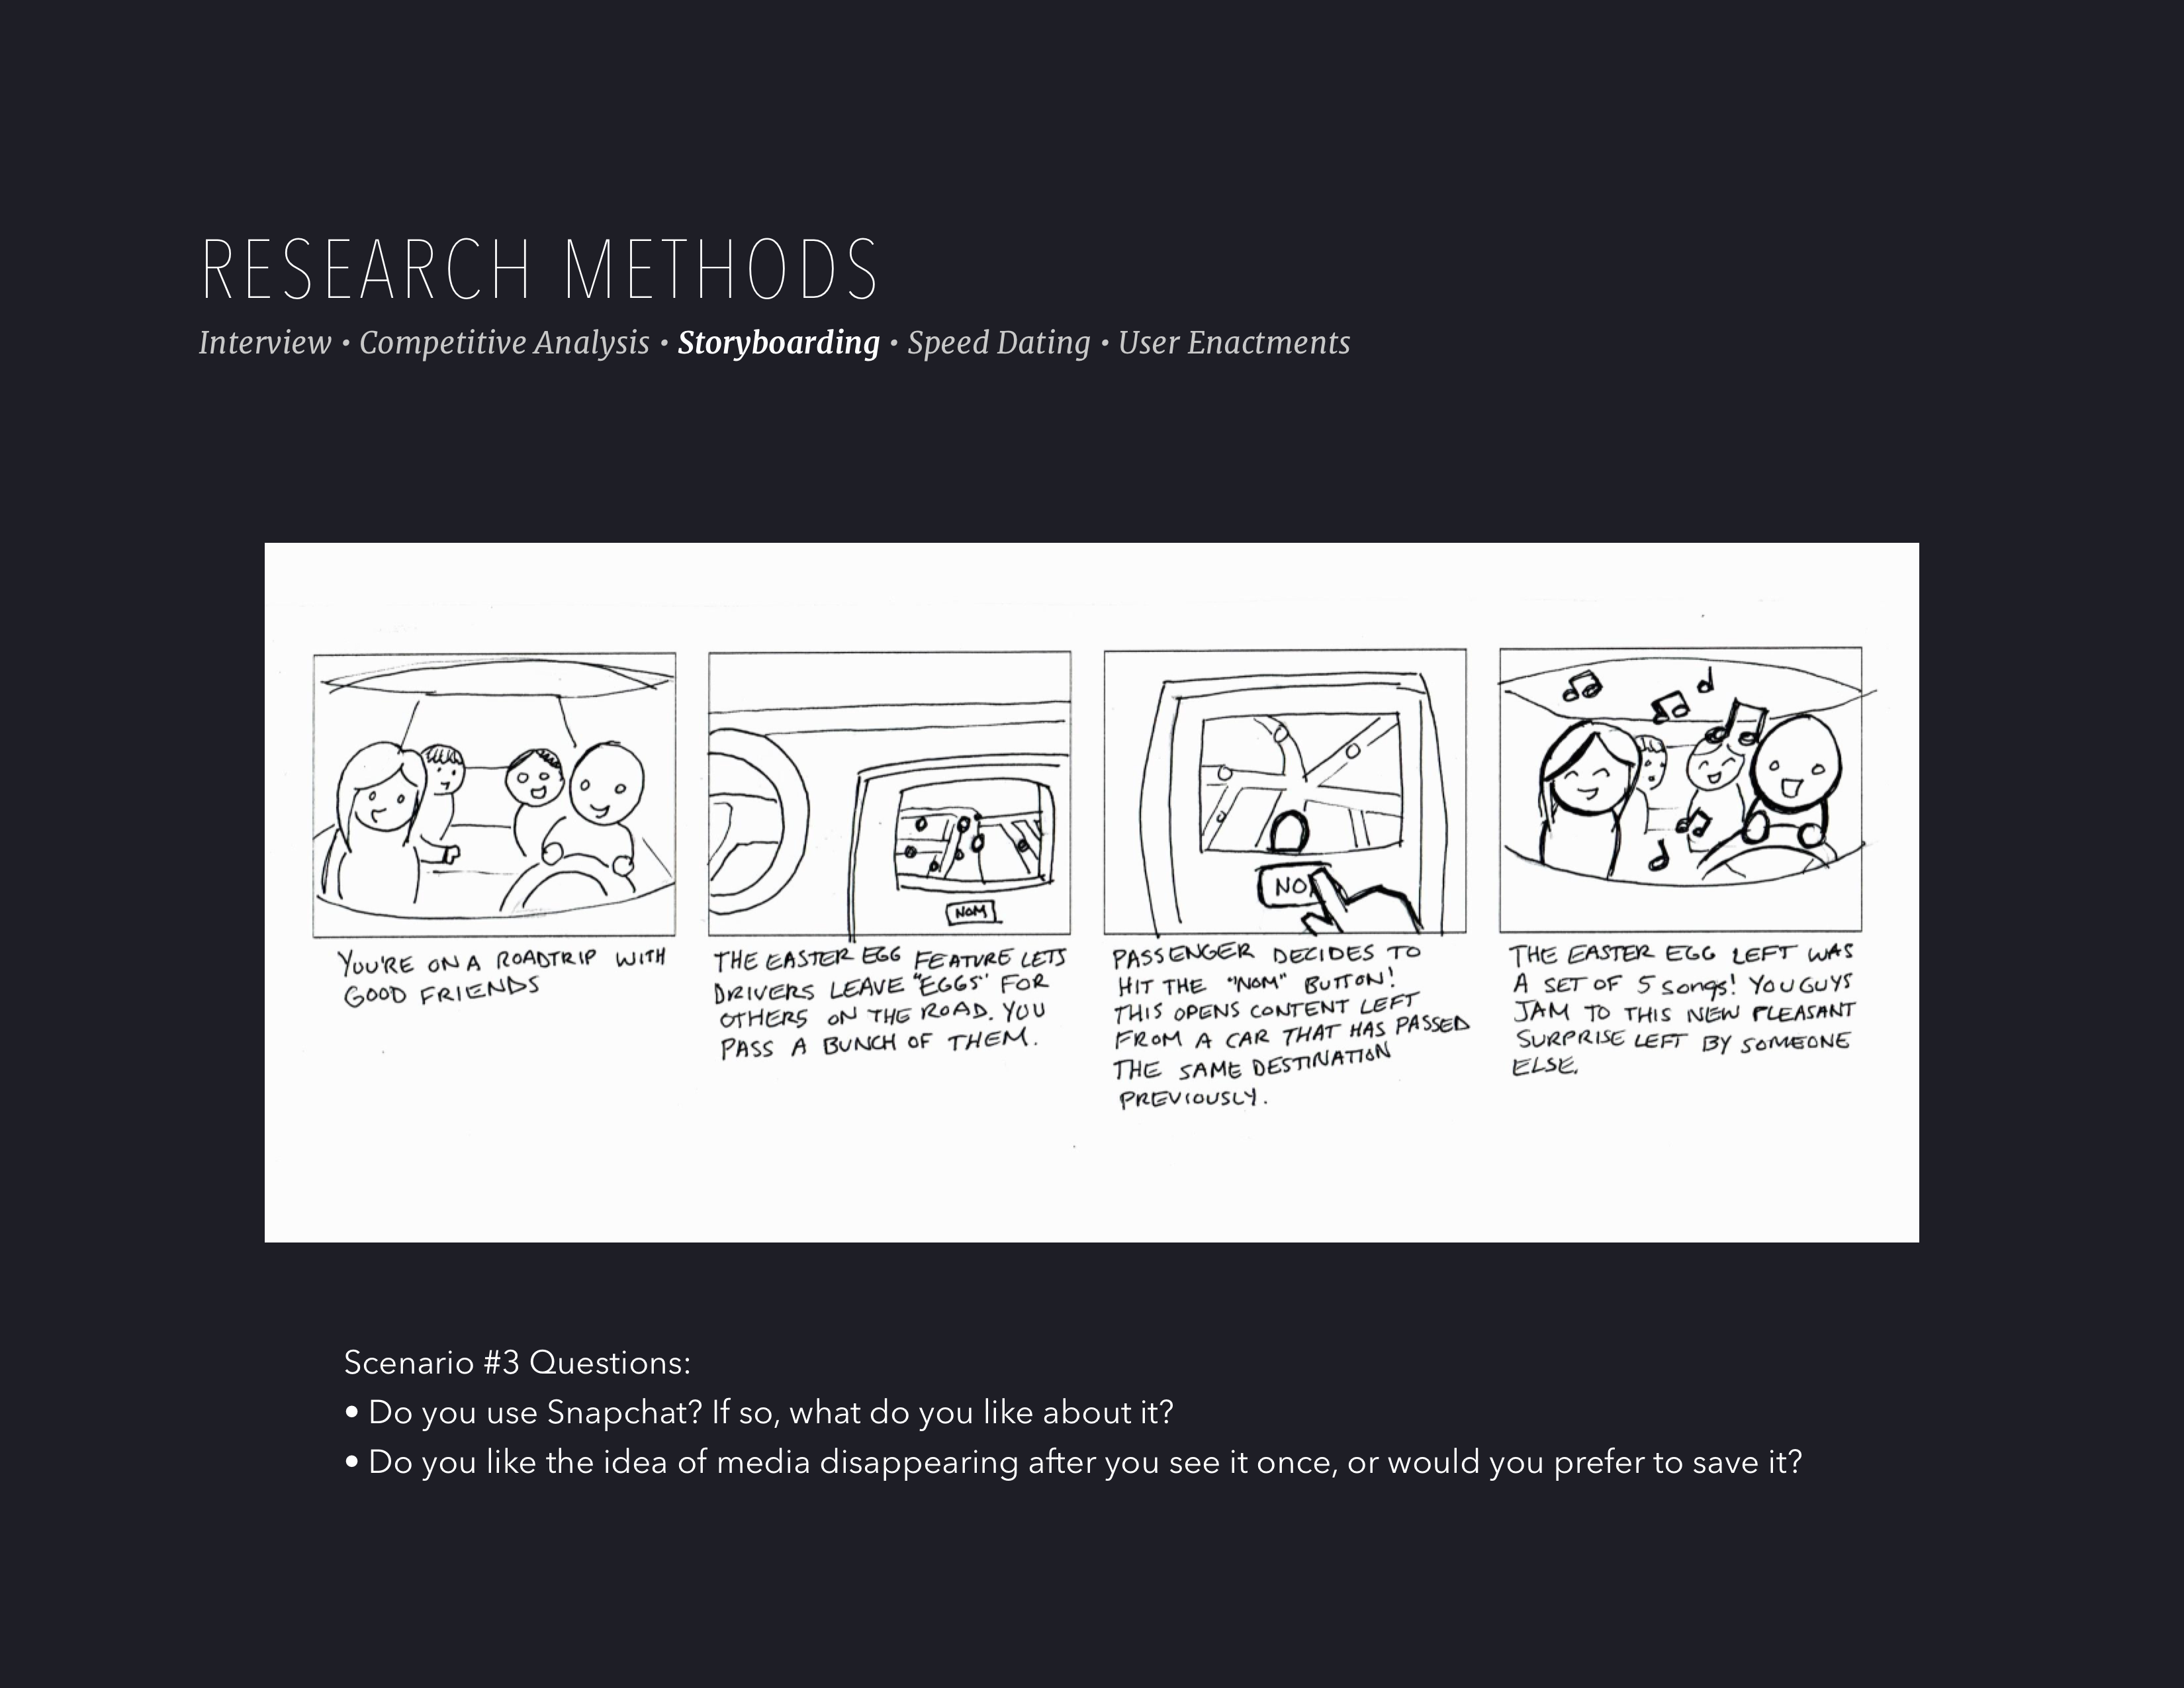 RESEARCH METHODS
Interview • Competitive Analysis • Storyboarding • Speed Dating • User Enactments
NOM
NO
YOU'RE ON A ROADTRIP WITH
GOOD FRIENDS
THE EASTER EGG FEATURE LETS
DRIVERS LEAVE "EGGS" FOR
OTHERS ON THE ROAD. YOU
PASS A BUNCH OF THEM.
PASSENGER DECIDES TO
HIT THE "NOM" BUTTON!
THIS OPENS CONTENT LEFT
FROM A CAR THAT HAS PASSED
THE SAME DESTINATION
PREVIOUSLY.
THE EASTER EGG LEFT WAS
A SET OF 5 songs! YOU GUYS
JAM TO THIS NEW PLEASANT
SURPRISE LEFT BY SOMEONE
ELSE.
Scenario #3 Questions:
• Do you use Snapchat? If so, what do you like about it?
• Do you like the idea of media disappearing after you see it once, or would you prefer to save it?